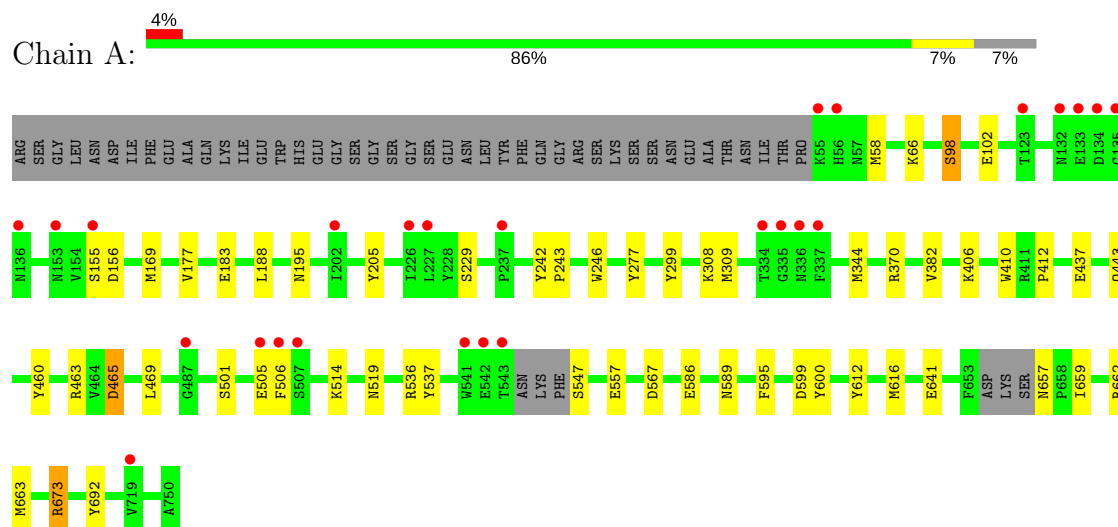 4%
Chain A:
86% 7% 7%
ARG SER GLY LEU ASN ASP ILE PHE GLU ALA GLN LYS ILE GLU TRP HIS GLU GLY SER GLY SER GLY SER GLU ASN LEU TYR PHE GLN GLY ARG SER LYS SER SER ASN GLU ALA THR ASN ILE THR PRO K55 H56 N57 M58 K66 S98 E102 T123 N132 E133 D134 G135
N136 N153 V154 S155 D156 M169 V177 E183 L188 N195 I202 Y205 I226 L227 Y228 S229 P237 Y242 P243 W246 Y277 Y299 K308 M309 T334 G335 N336 F337 M344 R370 V382 K406 W410 R411 P412 E437
Y460 R463 V464 D465 L469 G487 S501 E505 F506 S507 K514 N519 R536 Y537 W541 E542 T543 ASN LYS PHE S547 E557 D567 E586 N589 F595 D599 Y600 Y612 M616 E641 F653 ASP LYS SER N657 P658 I659
M663 R673 Y692 V719 A750